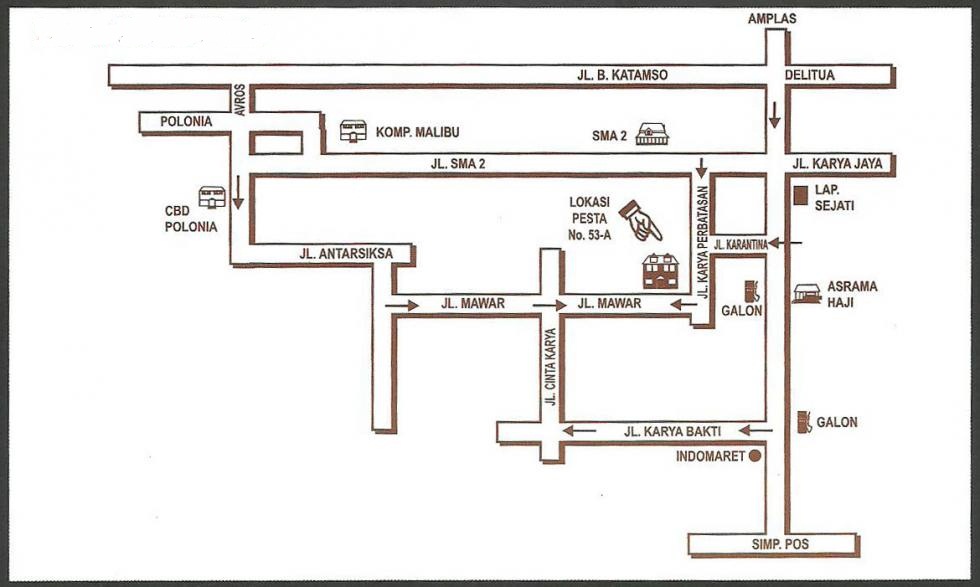 AMPLAS
JL. B. KATAMSO
DELITUA
AVROS
POLONIA
KOMP. MALIBU
SMA 2
JL. SMA 2
JL. KARYA JAYA
LAP.
SEJATI
CBD
POLONIA
LOKASI
PESTA
No. 53-A
JL. KARYA PERBATASAN
JL. KARANTINA
JL. ANTARSIKSA
ASRAMA
HAJI
GALON
JL. MAWAR
JL. MAWAR
JL. CINTA KARYA
GALON
JL. KARYA BAKTI
INDOMARET
SIMP. POS